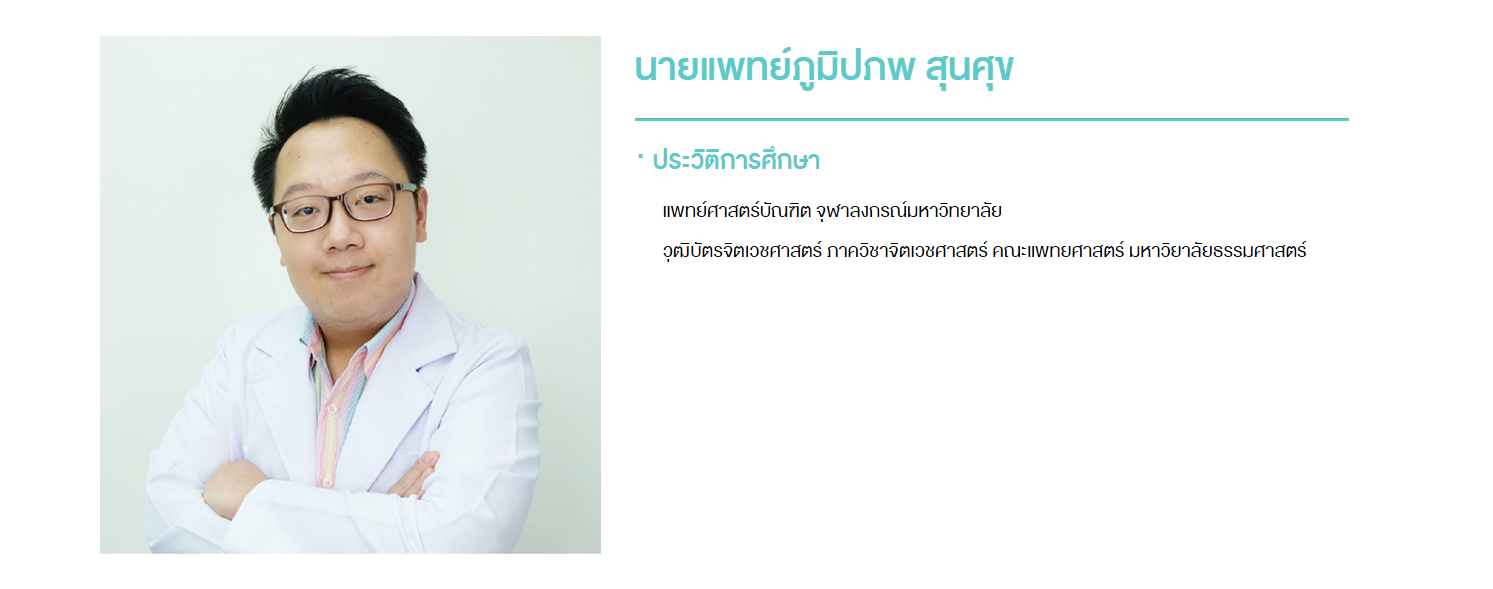 นายแพทย์ภูมิปภพ สุนศุข
· ประวัติการศึกษา
แพทย์ศาสตร์บัณฑิต จุฬาลงกรณ์มหาวิทยาลัย
วุฒิบัตรจิตเวชศาสตร์ ภาควิชาจิตเวชศาสตร์ คณะแพทยศาสตร์ มหาวิยาลัยธรรมศาสตร์